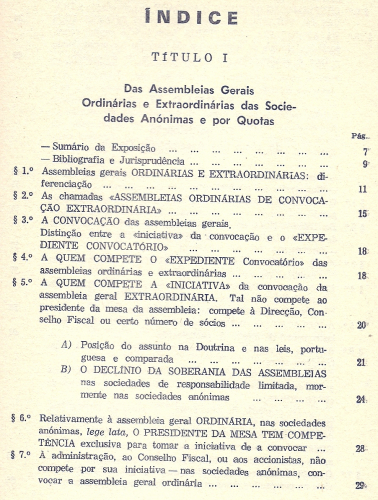 ÍNDICE
TÍTULO I
Das Assembleias Gerais
Ordinárias e Extraordinárias das Socie-
dades Anónimas e por Quotas
Pág.
— Sumário da Exposição ... ... ... ... ... ... ... ... 7
— Bibliografia e Jurisprudência ... ... ... ... ... ... ... 9
§ 1.º Assembleias gerais ORDINÁRIAS E EXTRAORDINÁRIAS: di-
ferenciação ... ... ... ... ... ... ... ... ... ... 11
§ 2.º As chamadas «ASSEMBLEIAS ORDINÁRIAS DE CONVOCA-
ÇÃO EXTRAORDINÁRIA» ... ... ... ... ... ... ... 15
§ 3.º A CONVOCAÇÃO das assembleias gerais.
Distinção entre a «iniciativa» da convocação e o «EXPE-
DIENTE CONVOCATÓRIO» ... ... ... ... ... ... 18
§ 4.º A QUEM COMPETE O «EXPEDIENTE Convocatório» das
assembleias ordinárias e extraordinárias ... ... ... ... 18
§ 5.º A QUEM COMPETE A «INICIATIVA» da convocação da
assembleia geral EXTRAORDINÁRIA. Tal não compete ao
presidente da mesa da assembleia: compete à Direcção, Con-
selho Fiscal ou certo número de sócios ... ... ... ... 20
A) Posição do assunto na Doutrina e nas leis, portu-
guesa e comparada ... ... ... ... ... ... 21
B) O DECLÍNIO DA SOBERANIA DAS ASSEMBLEIAS
nas sociedades de responsabilidade limitada, mor-
mente nas sociedades anónimas ... ... ... ... 24
§ 6.º Relativamente à assembleia geral ORDINÁRIA, nas sociedades
anónimas, lege lata, O PRESIDENTE DA MESA TEM COMPE-
TÊNCIA exclusiva para tomar a iniciativa de a convocar ... 28
§ 7.º À administração, ao Conselho Fiscal, ou aos accionistas, não
compete por sua iniciativa — nas sociedades anónimas, con-
vocar a assembleia geral ordinária ... ... ... ... ... 29